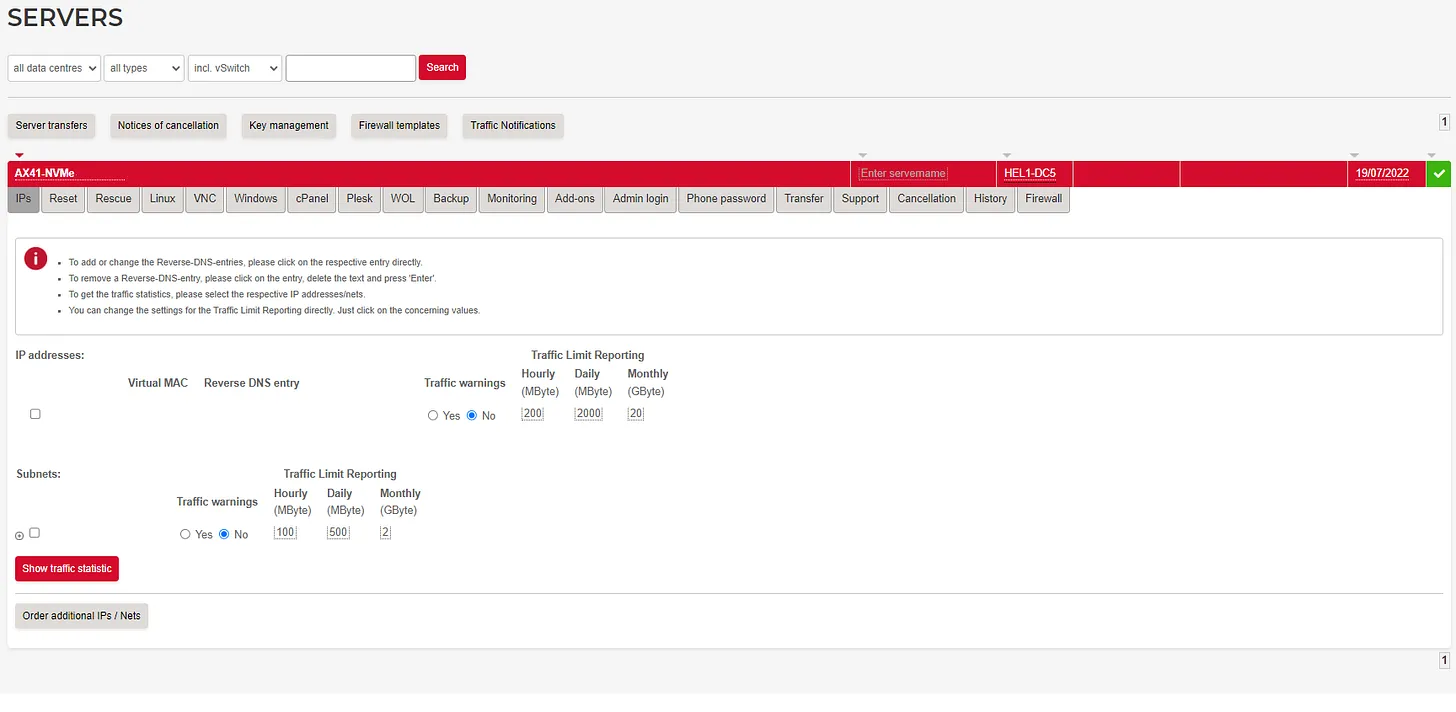 SERVERS
all data centres all types incl. vSwitch Search
Server transfers Notices of cancellation Key management Firewall templates Traffic Notifications 1
AX41-NVMe Enter servername HEL1-DC5 19/07/2022
IPs Reset Rescue Linux VNC Windows cPanel Plesk WOL Backup Monitoring Add-ons Admin login Phone password Transfer Support Cancellation History Firewall
To add or change the Reverse-DNS-entries, please click on the respective entry directly.
To remove a Reverse-DNS-entry, please click on the entry, delete the text and press 'Enter'.
To get the traffic statistics, please select the respective IP addresses/nets.
You can change the settings for the Traffic Limit Reporting directly. Just click on the concerning values.
IP addresses: Traffic Limit Reporting
Virtual MAC Reverse DNS entry Traffic warnings Hourly Daily Monthly
(MByte) (MByte) (GByte)
Yes No 200 2000 20
Subnets: Traffic Limit Reporting
Traffic warnings Hourly Daily Monthly
(MByte) (MByte) (GByte)
Yes No 100 500 2
Show traffic statistic
Order additional IPs / Nets
1